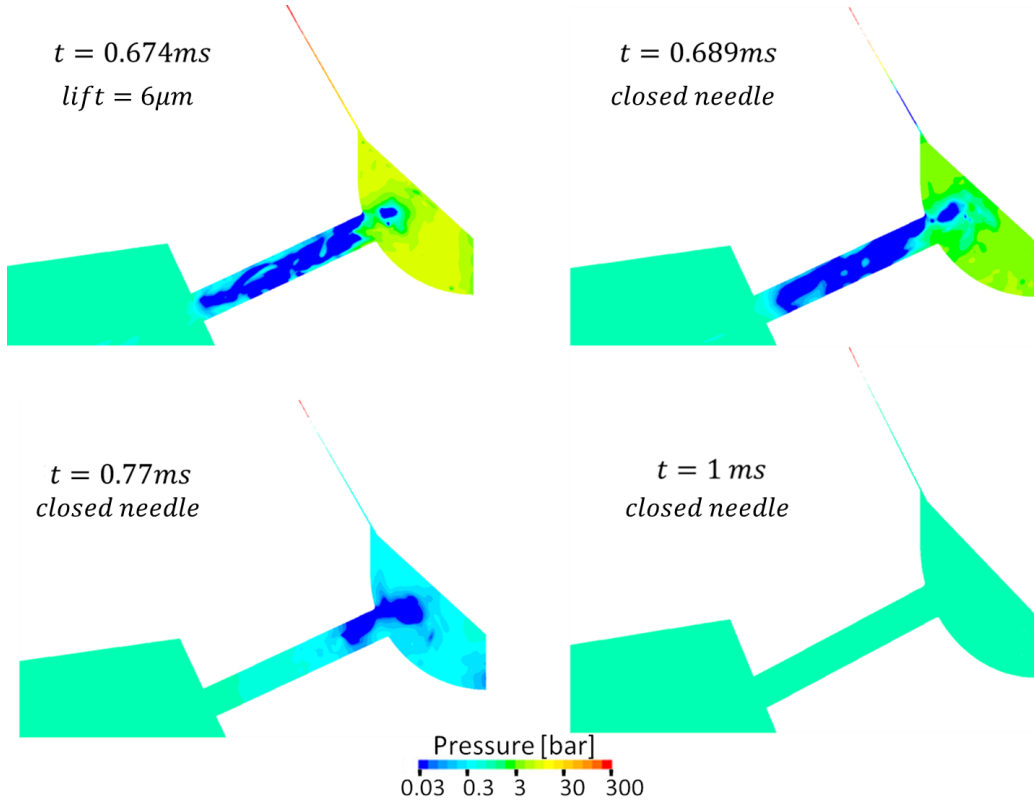 t = 0.674ms
lift = 6μm
t = 0.689ms
closed needle
t = 0.77ms
closed needle
t = 1 ms
closed needle
Pressure [bar]
0.03 0.3 3 30 300